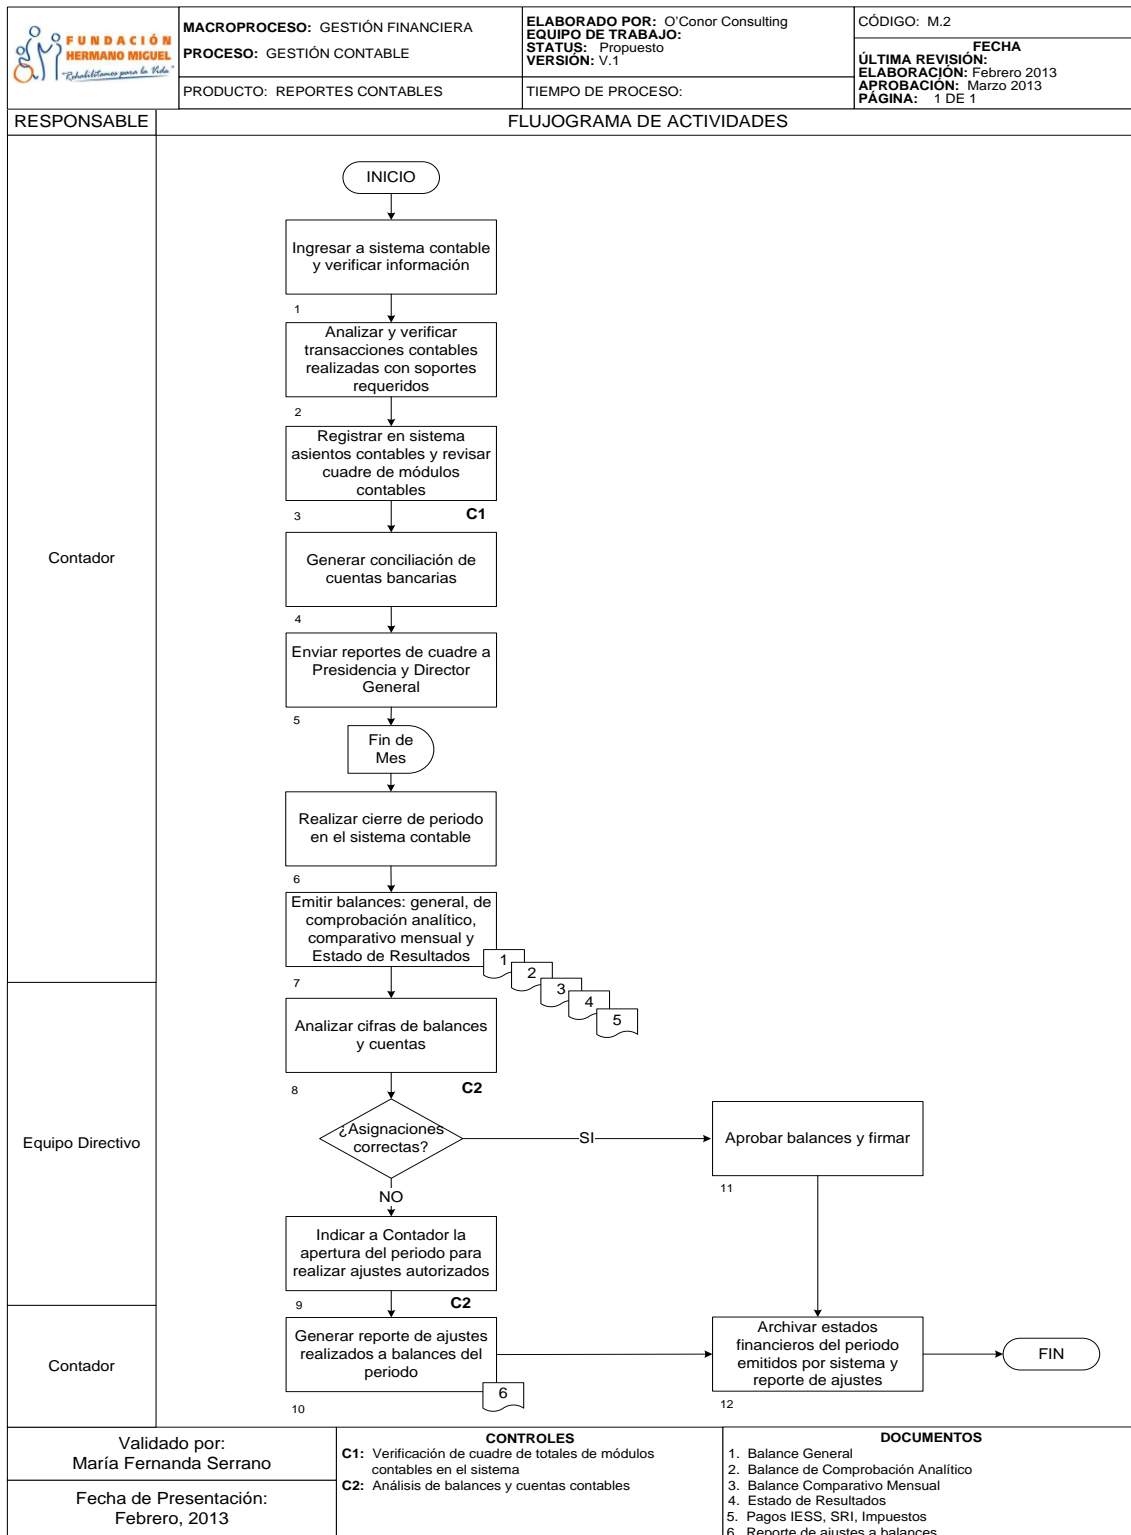 FUNDACIÓN
HERMANO MIGUEL
"Rehabilitamos para la Vida"
MACROPROCESO: GESTIÓN FINANCIERA
PROCESO: GESTIÓN CONTABLE
PRODUCTO: REPORTES CONTABLES
ELABORADO POR: O'Conor Consulting
EQUIPO DE TRABAJO:
STATUS: Propuesto
VERSIÓN: V.1
TIEMPO DE PROCESO:
CÓDIGO: M.2
FECHA
ÚLTIMA REVISIÓN:
ELABORACIÓN: Febrero 2013
APROBACIÓN: Marzo 2013
PÁGINA: 1 DE 1
RESPONSABLE
FLUJOGRAMA DE ACTIVIDADES
INICIO
Ingresar a sistema contable
y verificar información
1
Analizar y verificar
transacciones contables
realizadas con soportes
requeridos
2
Registrar en sistema
asientos contables y revisar
cuadre de módulos
contables
3
C1
Contador
Generar conciliación de
cuentas bancarias
4
Enviar reportes de cuadre a
Presidencia y Director
General
5
Fin de
Mes
Realizar cierre de periodo
en el sistema contable
6
Emitir balances: general, de
comprobación analítico,
comparativo mensual y
Estado de Resultados
1
2
3
4
5
7
Analizar cifras de balances
y cuentas
8
C2
Equipo Directivo
¿Asignaciones
correctas?
SI
Aprobar balances y firmar
11
NO
Indicar a Contador la
apertura del periodo para
realizar ajustes autorizados
9
C2
Contador
Generar reporte de ajustes
realizados a balances del
periodo
6
10
Archivar estados
financieros del periodo
emitidos por sistema y
reporte de ajustes
12
FIN
Validado por:
María Fernanda Serrano
Fecha de Presentación:
Febrero, 2013
CONTROLES
C1: Verificación de cuadre de totales de módulos
contables en el sistema
C2: Análisis de balances y cuentas contables
DOCUMENTOS
1. Balance General
2. Balance de Comprobación Analítico
3. Balance Comparativo Mensual
4. Estado de Resultados
5. Pagos IESS, SRI, Impuestos
6. Reporte de ajustes a balances